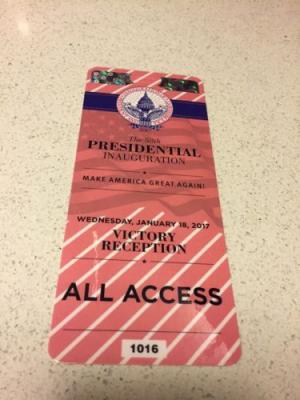 The 58th
PRESIDENTIAL
INAUGURATION
MAKE AMERICA GREAT AGAIN!
WEDNESDAY, JANUARY 18, 2017
VICTORY
RECEPTION
ALL ACCESS
1016